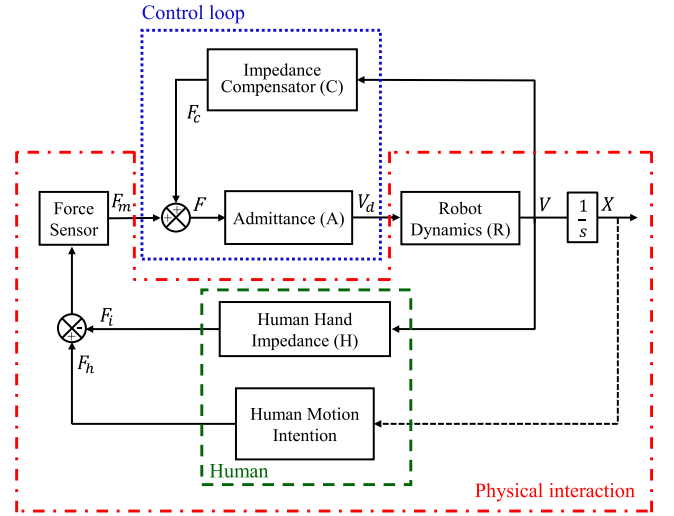 Control loop
Impedance
Compensator (C)
F_c
Force
Sensor
F_m
+
+
F
Admittance (A)
V_d
Robot
Dynamics (R)
V
1
s
X
-
+
F_i
Human Hand
Impedance (H)
F_h
Human Motion
Intention
Human
Physical interaction